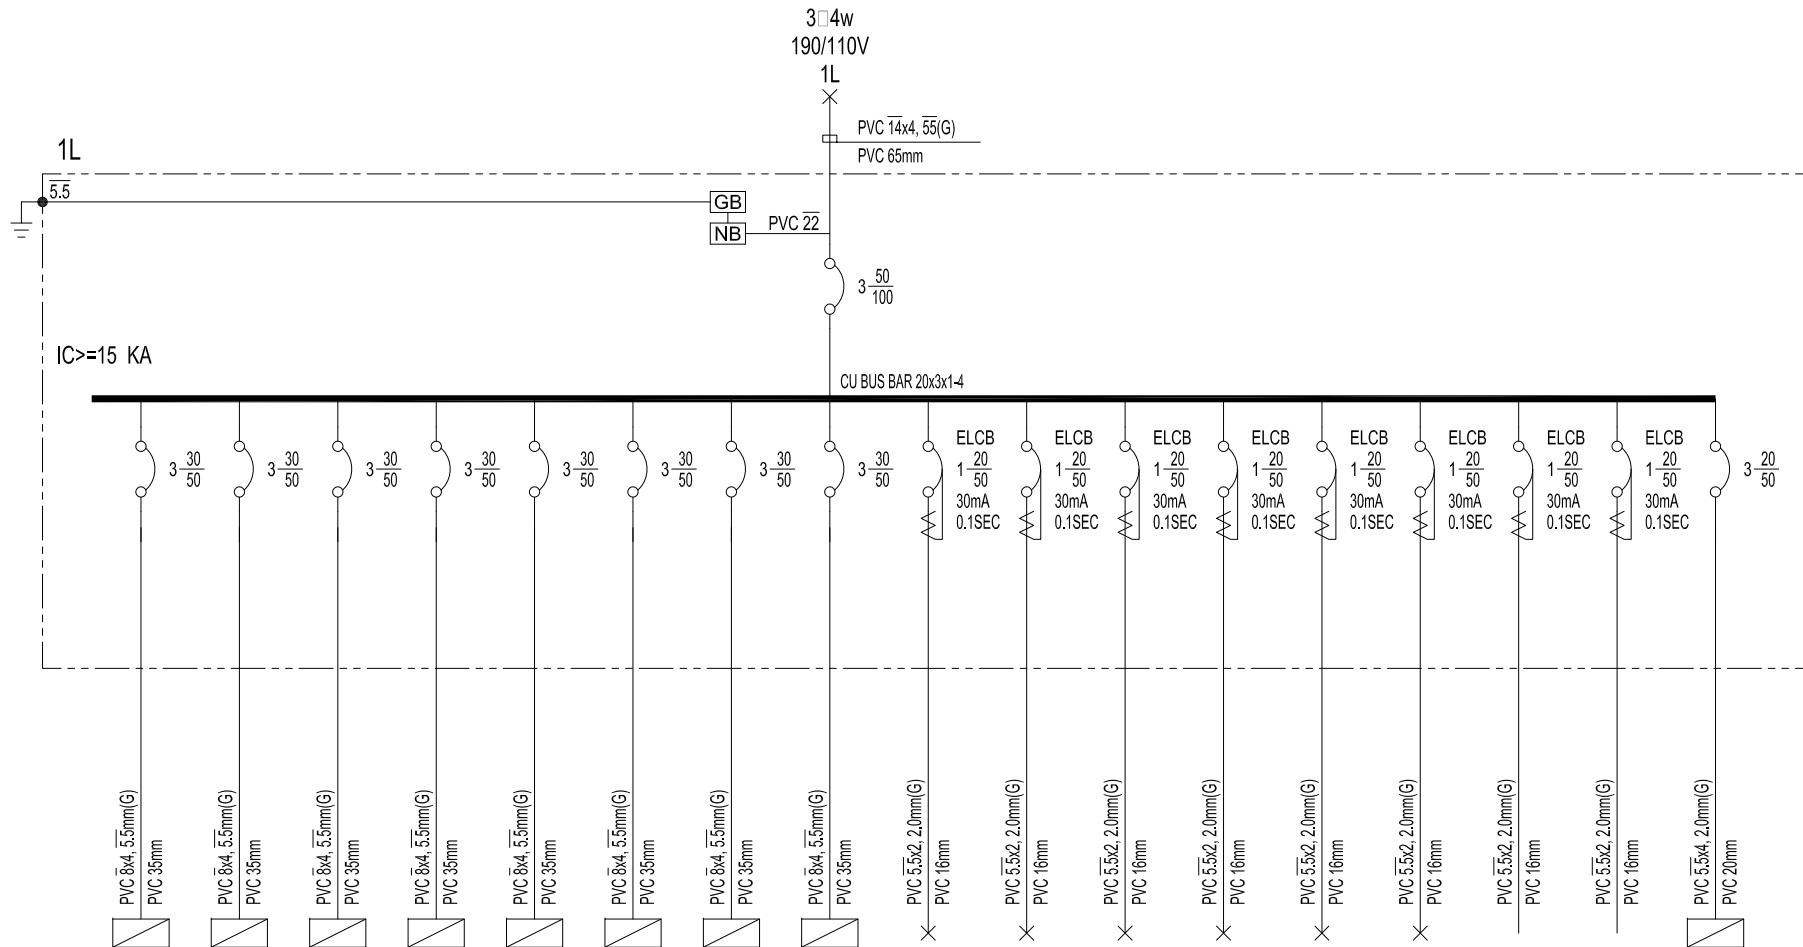 3□4w
190/110V
1L
PVC 14x4, 55(G)
PVC 65mm
1L
5.5
GB
NB
PVC 22
3 50/100
IC>=15 KA
CU BUS BAR 20x3x1-4
3 30/50
3 30/50
3 30/50
3 30/50
3 30/50
3 30/50
3 30/50
3 30/50
ELCB
1 20/50
30mA
0.1SEC
ELCB
1 20/50
30mA
0.1SEC
ELCB
1 20/50
30mA
0.1SEC
ELCB
1 20/50
30mA
0.1SEC
ELCB
1 20/50
30mA
0.1SEC
ELCB
1 20/50
30mA
0.1SEC
ELCB
1 20/50
30mA
0.1SEC
ELCB
1 20/50
30mA
0.1SEC
3 20/50
PVC 8x4, 5.5mm(G)
PVC 35mm
PVC 8x4, 5.5mm(G)
PVC 35mm
PVC 8x4, 5.5mm(G)
PVC 35mm
PVC 8x4, 5.5mm(G)
PVC 35mm
PVC 8x4, 5.5mm(G)
PVC 35mm
PVC 8x4, 5.5mm(G)
PVC 35mm
PVC 8x4, 5.5mm(G)
PVC 35mm
PVC 8x4, 5.5mm(G)
PVC 35mm
PVC 5.5x2, 2.0mm(G)
PVC 16mm
PVC 5.5x2, 2.0mm(G)
PVC 16mm
PVC 5.5x2, 2.0mm(G)
PVC 16mm
PVC 5.5x2, 2.0mm(G)
PVC 16mm
PVC 5.5x2, 2.0mm(G)
PVC 16mm
PVC 5.5x2, 2.0mm(G)
PVC 16mm
PVC 5.5x2, 2.0mm(G)
PVC 16mm
PVC 5.5x2, 2.0mm(G)
PVC 16mm
PVC 5.5x4, 2.0mm(G)
PVC 20mm